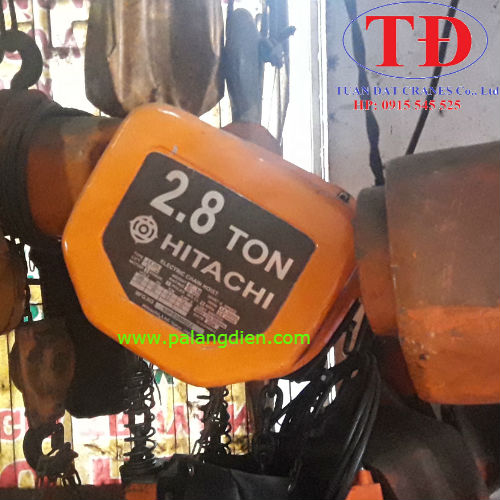 TĐ
TUAN DAT CRANES Co., Ltd
HP: 0915 545 525
2.8 TON
HITACHI
ELECTRIC CHAIN HOIST
www.palangdien.com